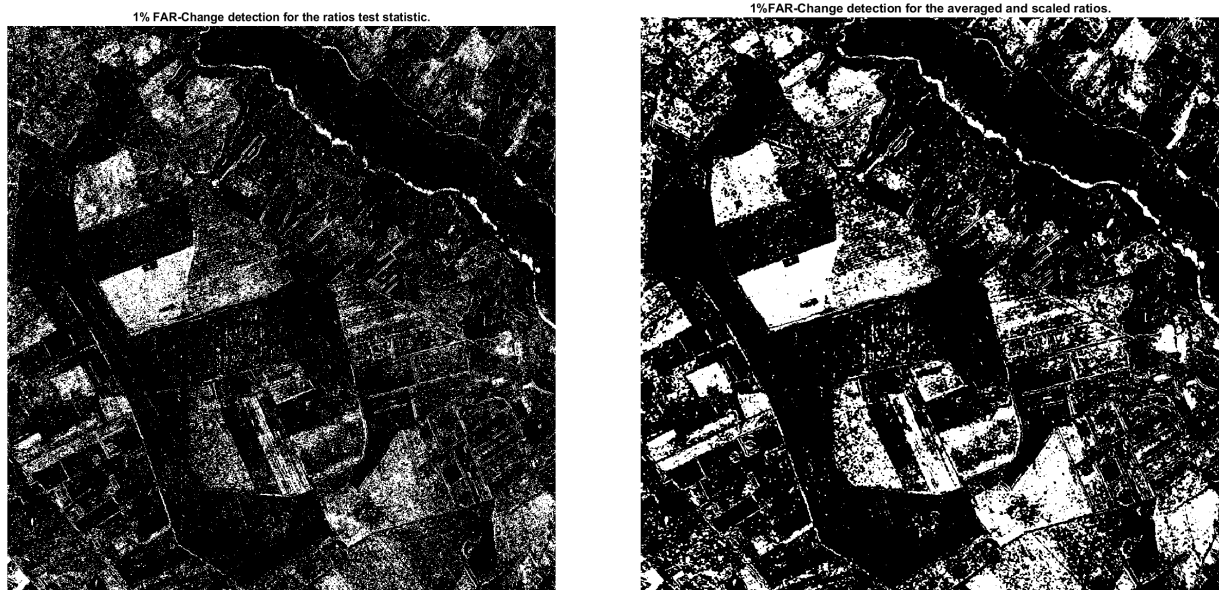 1% FAR-Change detection for the ratios test statistic.
1%FAR-Change detection for the averaged and scaled ratios.